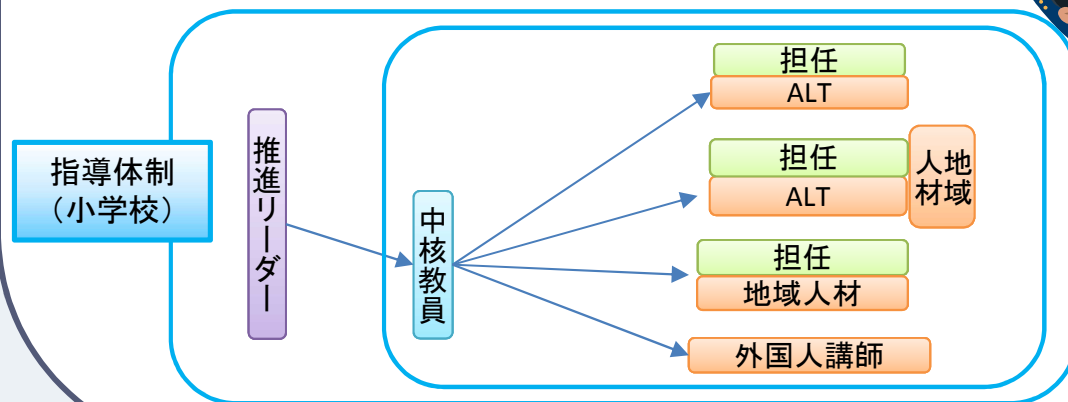 指導体制
（小学校）
推進リーダー
中核教員
担任
ALT
担任
ALT
地域
人材
担任
地域人材
外国人講師